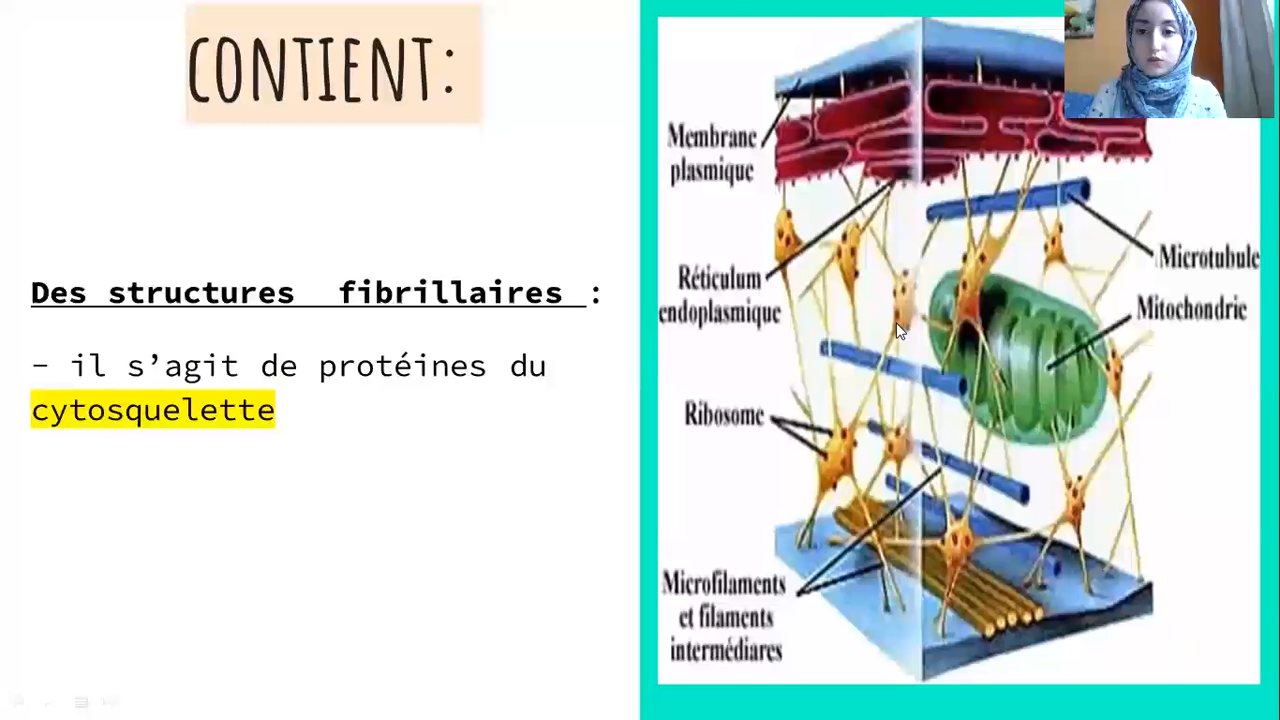 CONTIENT:
Des structures fibrillaires :
- il s’agit de protéines du
cytosquelette
Membrane
plasmique
Réticulum
endoplasmique
Ribosome
Microfilaments
et filaments
intermédiares
Microtubule
Mitochondrie